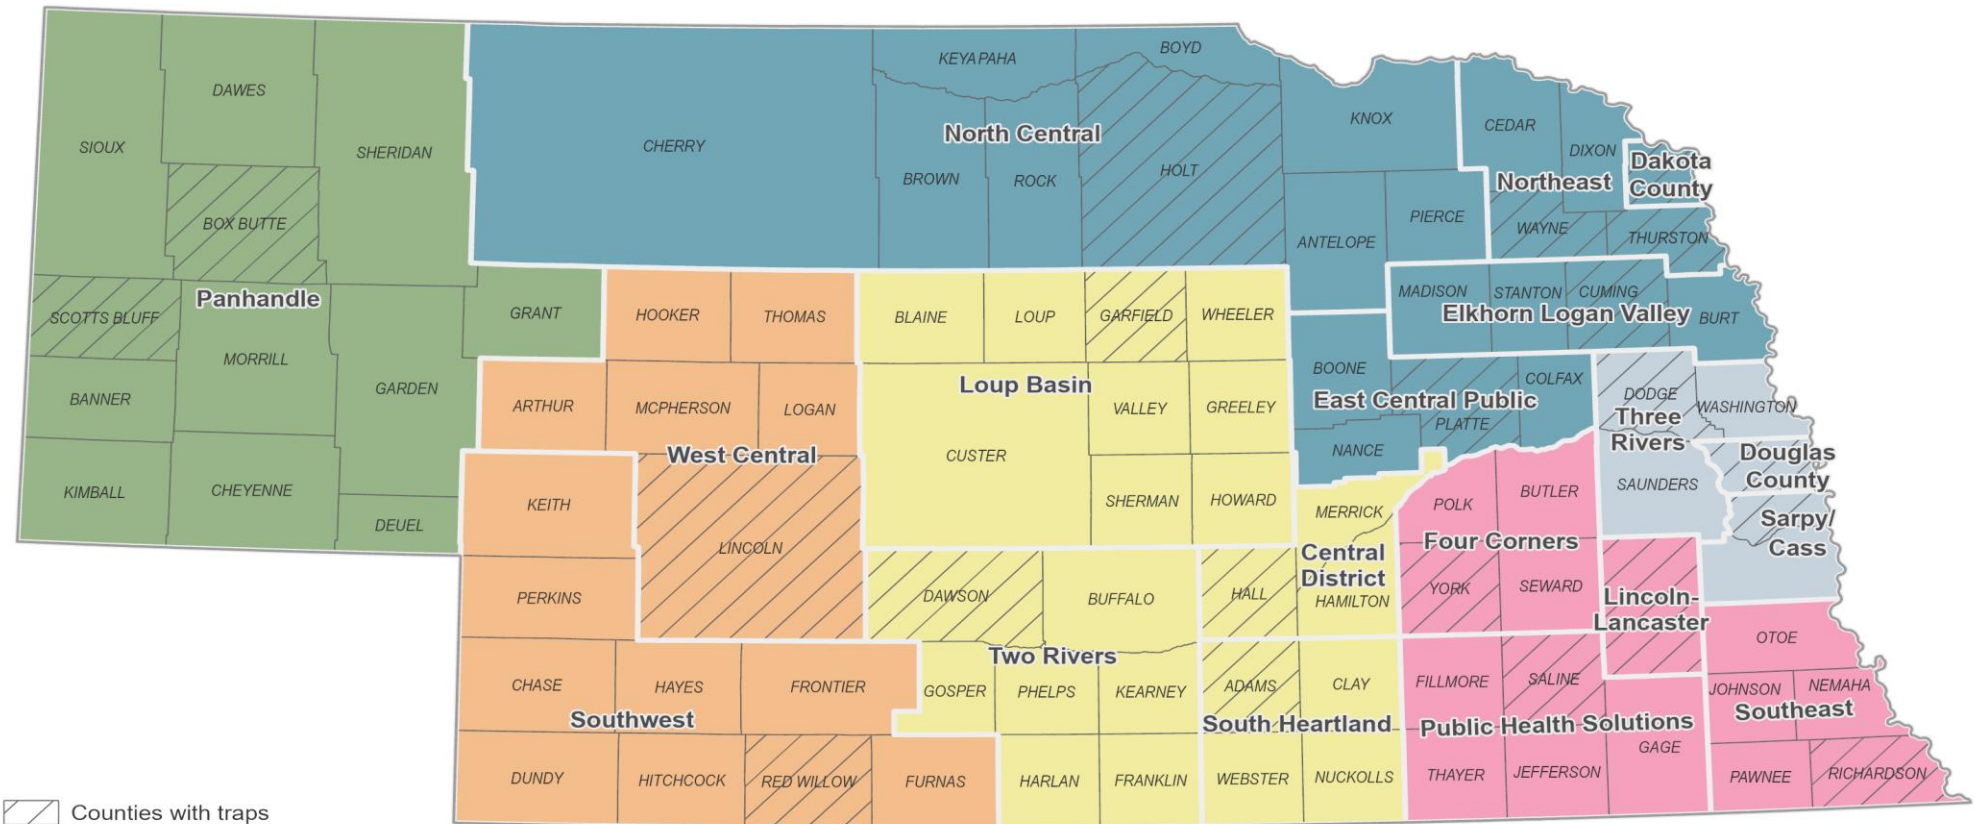 BOYD
KEYA PAHA
DAWES
KNOX
CEDAR
North Central
SIOUX
CHERRY
SHERIDAN
DIXON
Dakota
County
BROWN
ROCK
HOLT
Northeast
BOX BUTTE
PIERCE
WAYNE
THURSTON
ANTELOPE
Panhandle
MADISON
STANTON
CUMING
SCOTTS BLUFF
GRANT
HOOKER
THOMAS
BLAINE
LOUP
GARFIELD
WHEELER
Elkhorn Logan Valley
BURT
MORRILL
BOONE
COLFAX
BANNER
GARDEN
ARTHUR
MCPHERSON
LOGAN
Loup Basin
VALLEY
GREELEY
East Central Public
PLATTE
DODGE
WASHINGTON
Three
Rivers
West Central
CUSTER
NANCE
Douglas
County
KIMBALL
CHEYENNE
KEITH
SHERMAN
HOWARD
MERRICK
POLK
BUTLER
SAUNDERS
DEUEL
LINCOLN
Central
District
Four Corners
Sarpy/
Cass
PERKINS
DAWSON
BUFFALO
HALL
HAMILTON
YORK
SEWARD
Lincoln-
Lancaster
OTOE
Two Rivers
CHASE
HAYES
FRONTIER
GOSPER
PHELPS
KEARNEY
ADAMS
CLAY
FILLMORE
SALINE
JOHNSON
NEMAHA
Southwest
South Heartland
Public Health Solutions
Southeast
GAGE
DUNDY
HITCHCOCK
RED WILLOW
FURNAS
HARLAN
FRANKLIN
WEBSTER
NUCKOLLS
THAYER
JEFFERSON
PAWNEE
RICHARDSON
Counties with traps